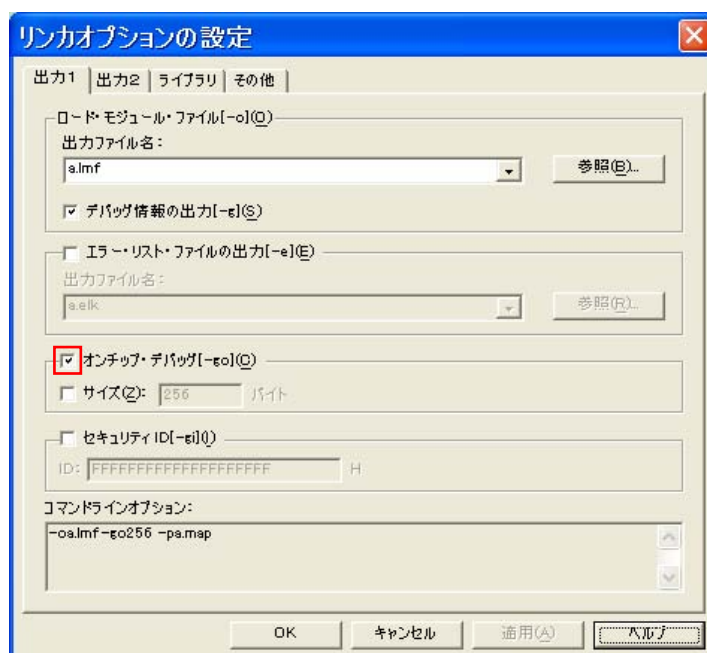 リンカオプションの設定
出力1 出力2 ライブラリ その他
ロード・モジュール・ファイル[-o](O)
出力ファイル名:
a.lmf
参照(B)...
デバッグ情報の出力[-g](S)
エラー・リスト・ファイルの出力[-e](E)
出力ファイル名:
a.elk
参照(R)...
オンチップ・デバッグ[-go](C)
サイズ(Z): 256 バイト
セキュリティID[-gi](I)
ID: FFFFFFFFFFFFFFFFFFFF H
コマンドラインオプション:
-oa.lmf -go256 -pa.map
OK キャンセル 適用(A) ヘルプ